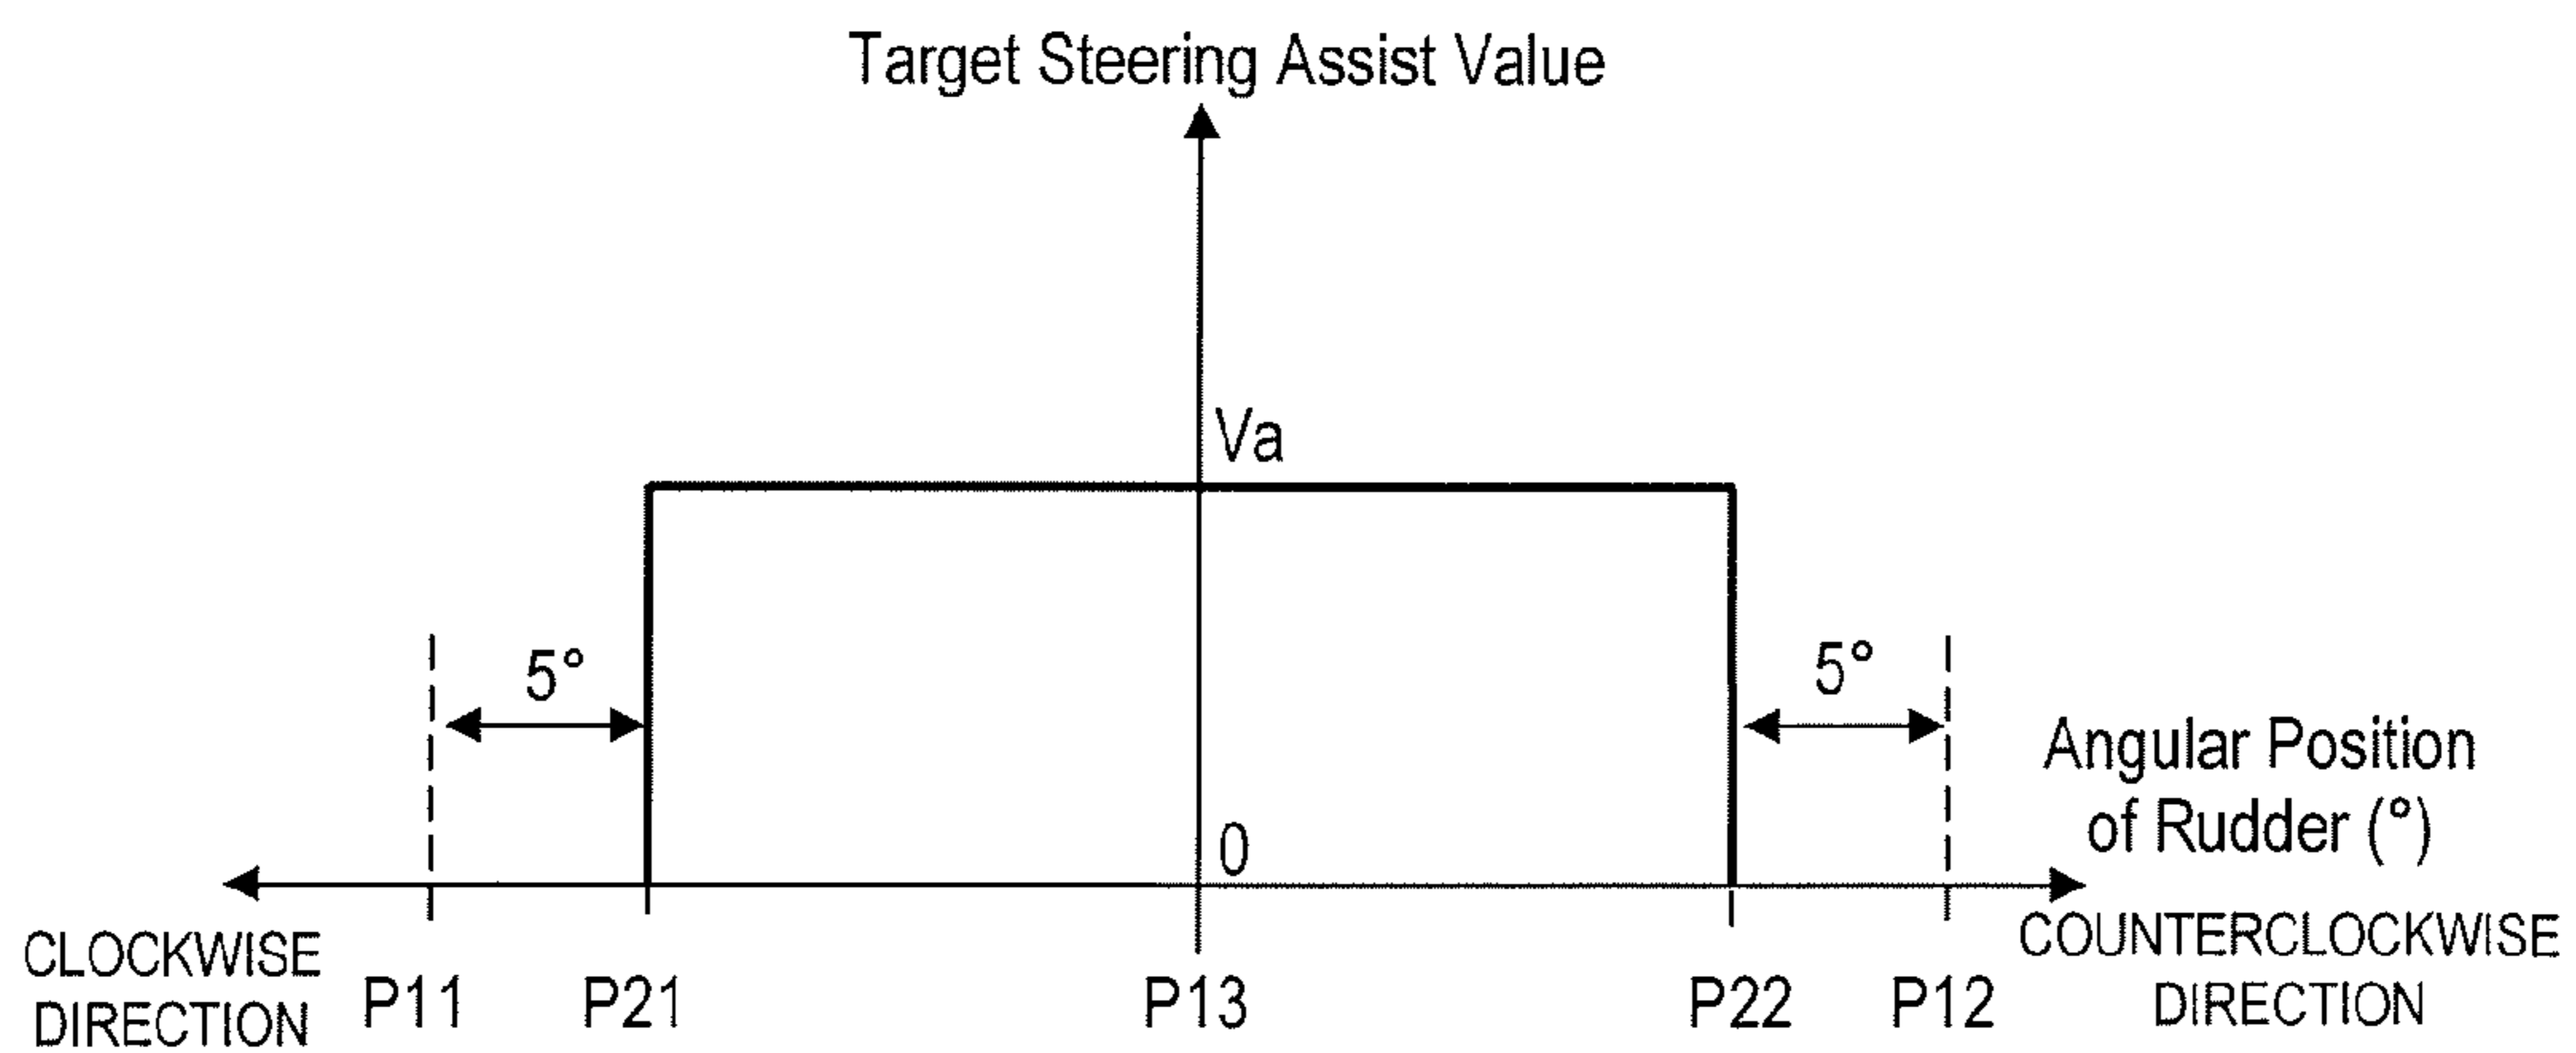 Target Steering Assist Value
Va
5°
5°
Angular Position
of Rudder (°)
0
CLOCKWISE
DIRECTION
COUNTERCLOCKWISE
DIRECTION
P11
P21
P13
P22
P12